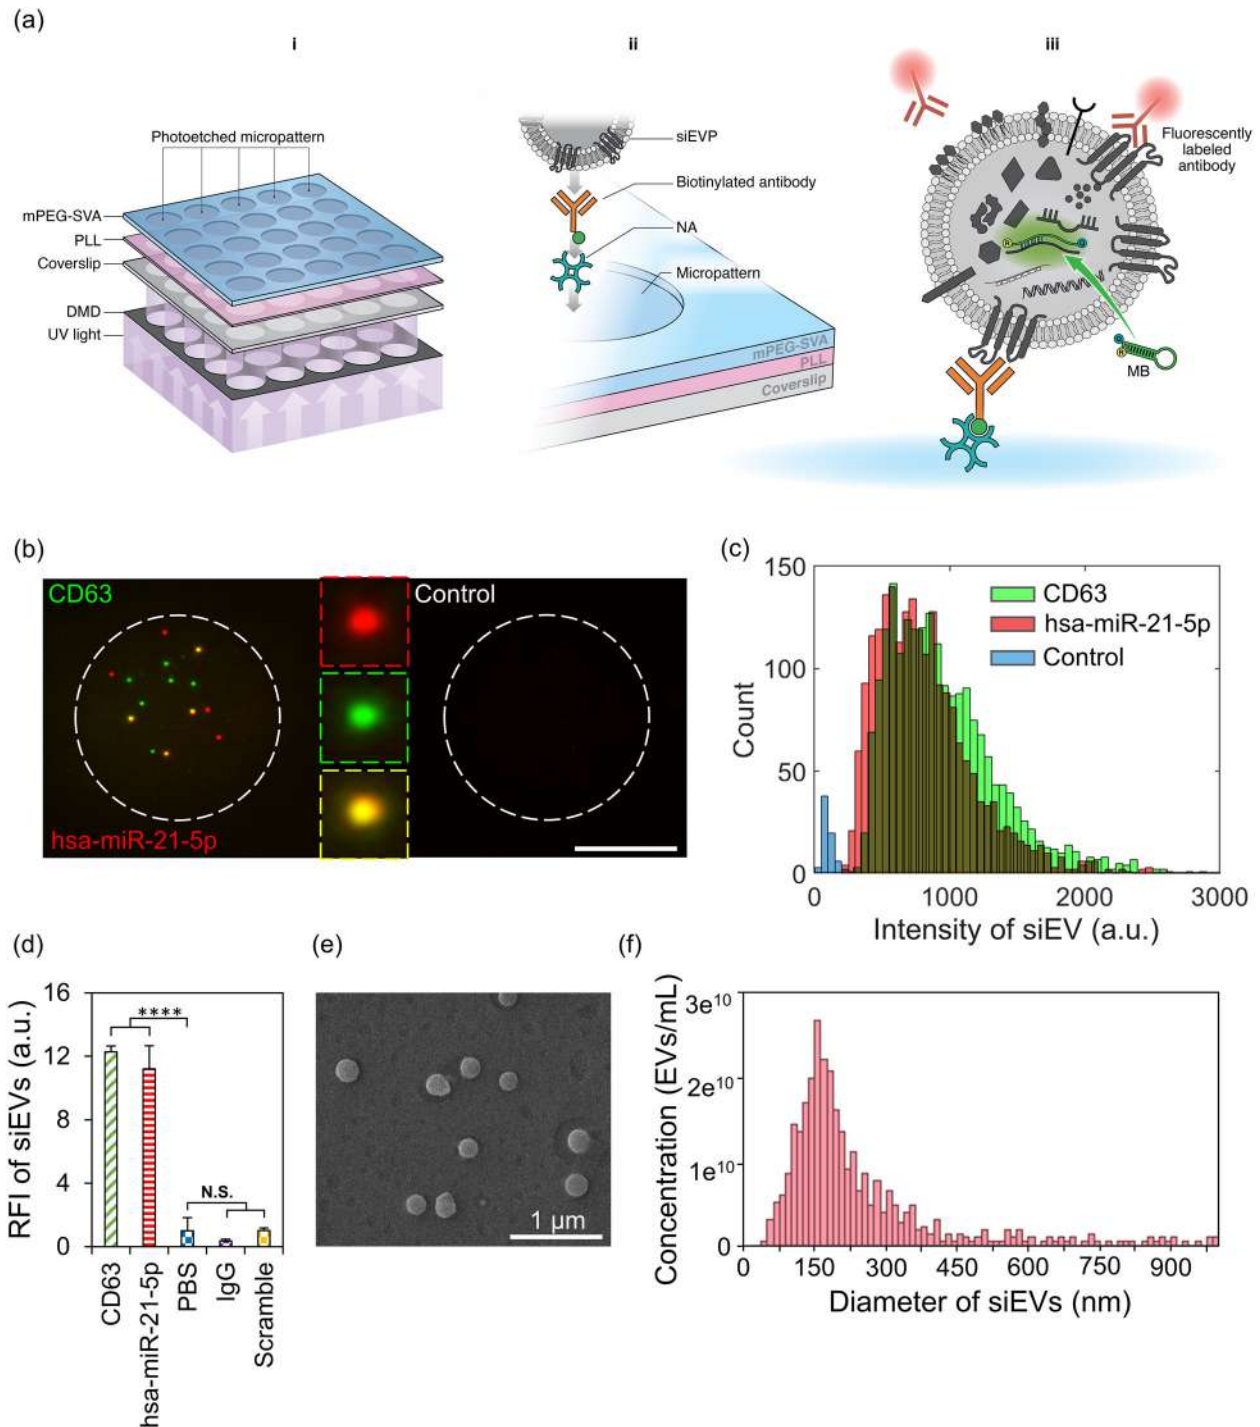 (a)
i
ii
iii
Photoetched micropattern
mPEG-SVA
PLL
Coverslip
DMD
UV light
siEVP
Biotinylated antibody
NA
Micropattern
mPEG-SVA
PLL
Coverslip
Fluorescently
labeled
antibody
R
Q
Q
R
MB
(b)
CD63
hsa-miR-21-5p
Control
(c)
150
100
50
0
Count
CD63
hsa-miR-21-5p
Control
0
1000
2000
3000
Intensity of siEV (a.u.)
(d)
RFI of siEVs (a.u.)
16
12
8
4
0
****
N.S.
CD63
hsa-miR-21-5p
PBS
IgG
Scramble
(e)
1 µm
(f)
Concentration (EVs/mL)
3e10
2e10
1e10
0
0
150
300
450
600
750
900
Diameter of siEVs (nm)